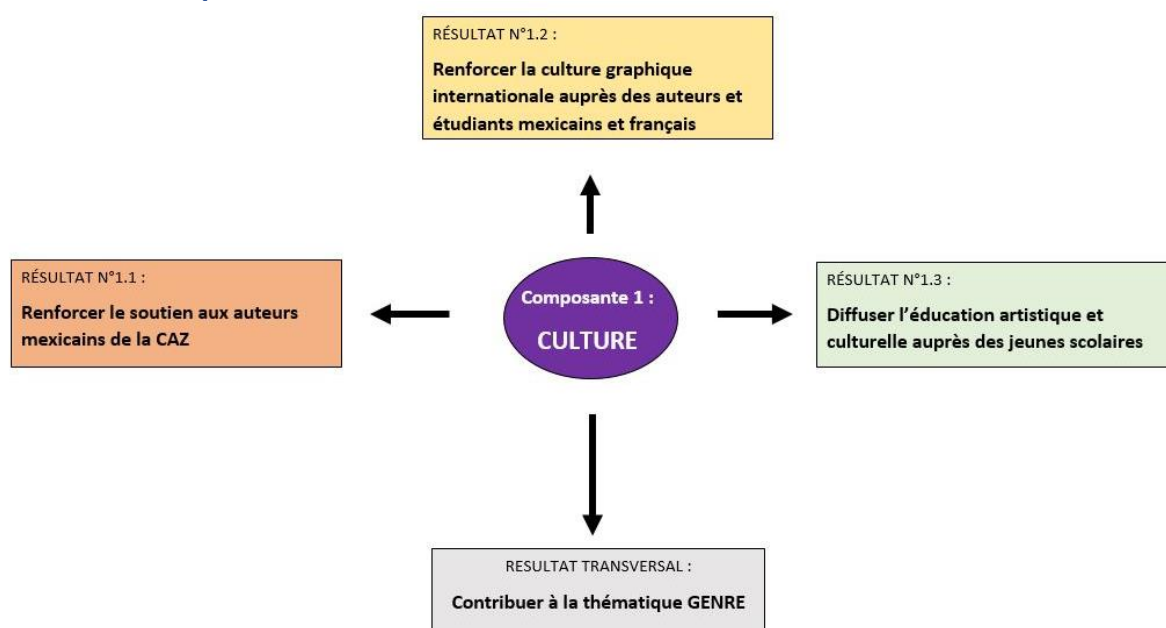 RÉSULTAT N°1.2 :
Renforcer la culture graphique
internationale auprès des auteurs et
étudiants mexicains et français
RÉSULTAT N°1.1 :
Renforcer le soutien aux auteurs
mexicains de la CAZ
Composante 1 :
CULTURE
RÉSULTAT N°1.3 :
Diffuser l’éducation artistique et
culturelle auprès des jeunes scolaires
RESULTAT TRANSVERSAL :
Contribuer à la thématique GENRE